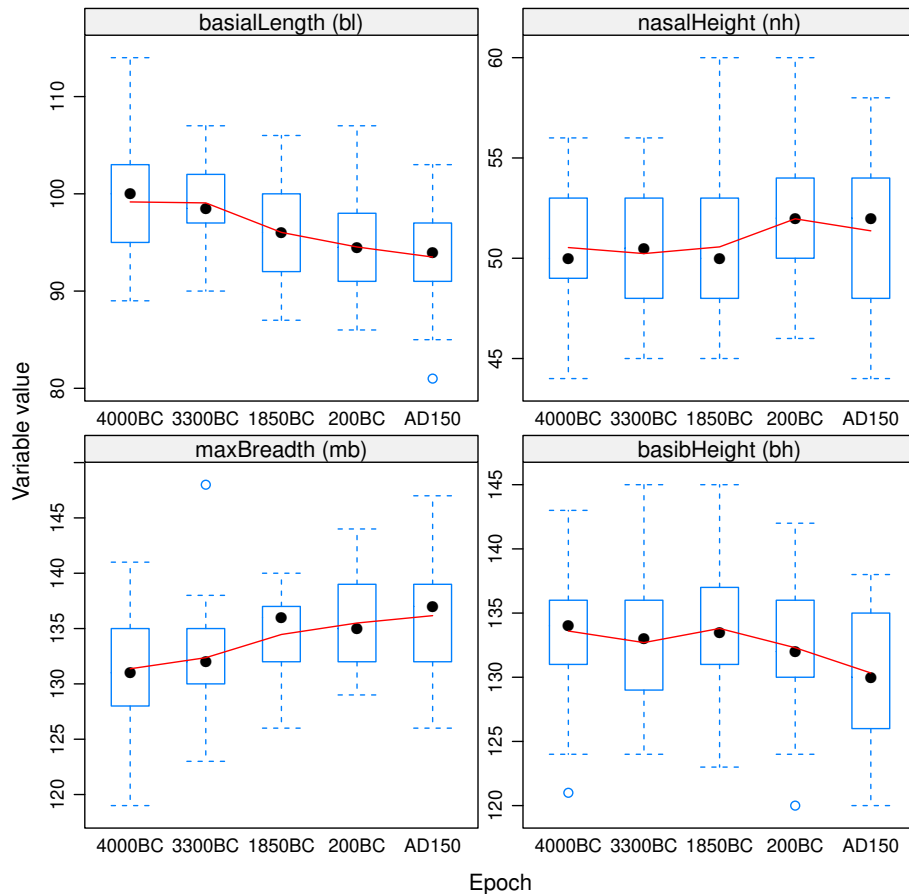 basialLength (bl)
80 90 100 110
4000BC 3300BC 1850BC 200BC AD150
nasalHeight (nh)
45 50 55 60
4000BC 3300BC 1850BC 200BC AD150
Variable value
maxBreadth (mb)
120 125 130 135 140 145
4000BC 3300BC 1850BC 200BC AD150
basibHeight (bh)
120 125 130 135 140 145
4000BC 3300BC 1850BC 200BC AD150
Epoch